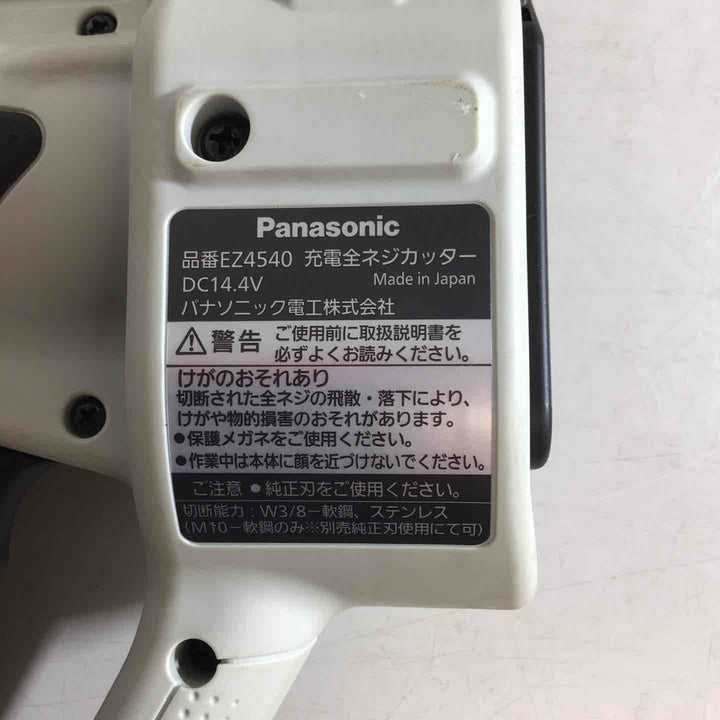 Panasonic
品番EZ4540 充電全ネジカッター
DC14.4V Made in Japan
パナソニック電工株式会社
警告 ご使用前に取扱説明書を
必ずよくお読みください。
けがのおそれあり
切断された全ネジの飛散・落下により、
けがや物的損害のおそれがあります。
●保護メガネをご使用ください。
●作業中は本体に顔を近づけないでください。
ご注意 ●純正刃をご使用ください。
切断能力：W3/8−軟鋼、ステンレス
(M10−軟鋼のみ※別売純正刃使用にて可)